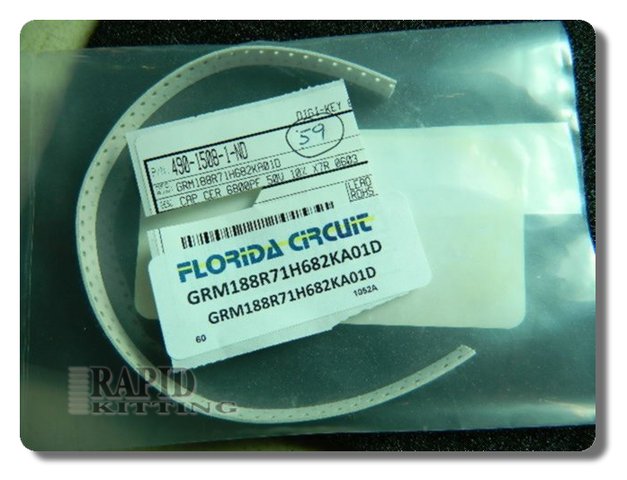 DIGI-KEY
59
P/N: 490-1508-1-ND
GRM188R71H682KA01D
CAP CER 6800PF 50V 10% X7R 0603
LEAD
ROHS
FLORIDA CIRCUIT
GRM188R71H682KA01D
GRM188R71H682KA01D
60
1052A
RAPID
KITTING